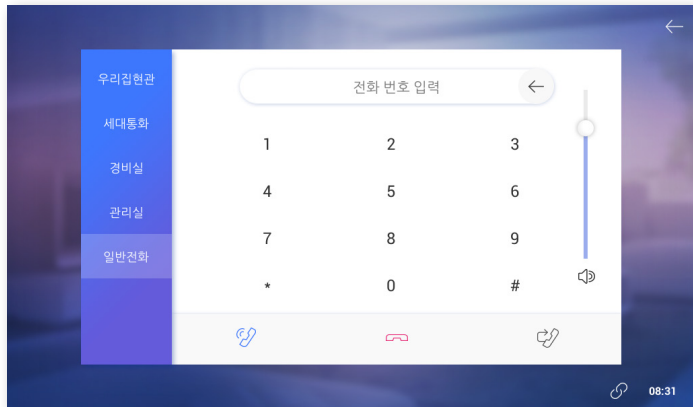 우리집현관
세대통화
경비실
관리실
일반전화
전화 번호 입력
1 2 3
4 5 6
7 8 9
* 0 #
08:31